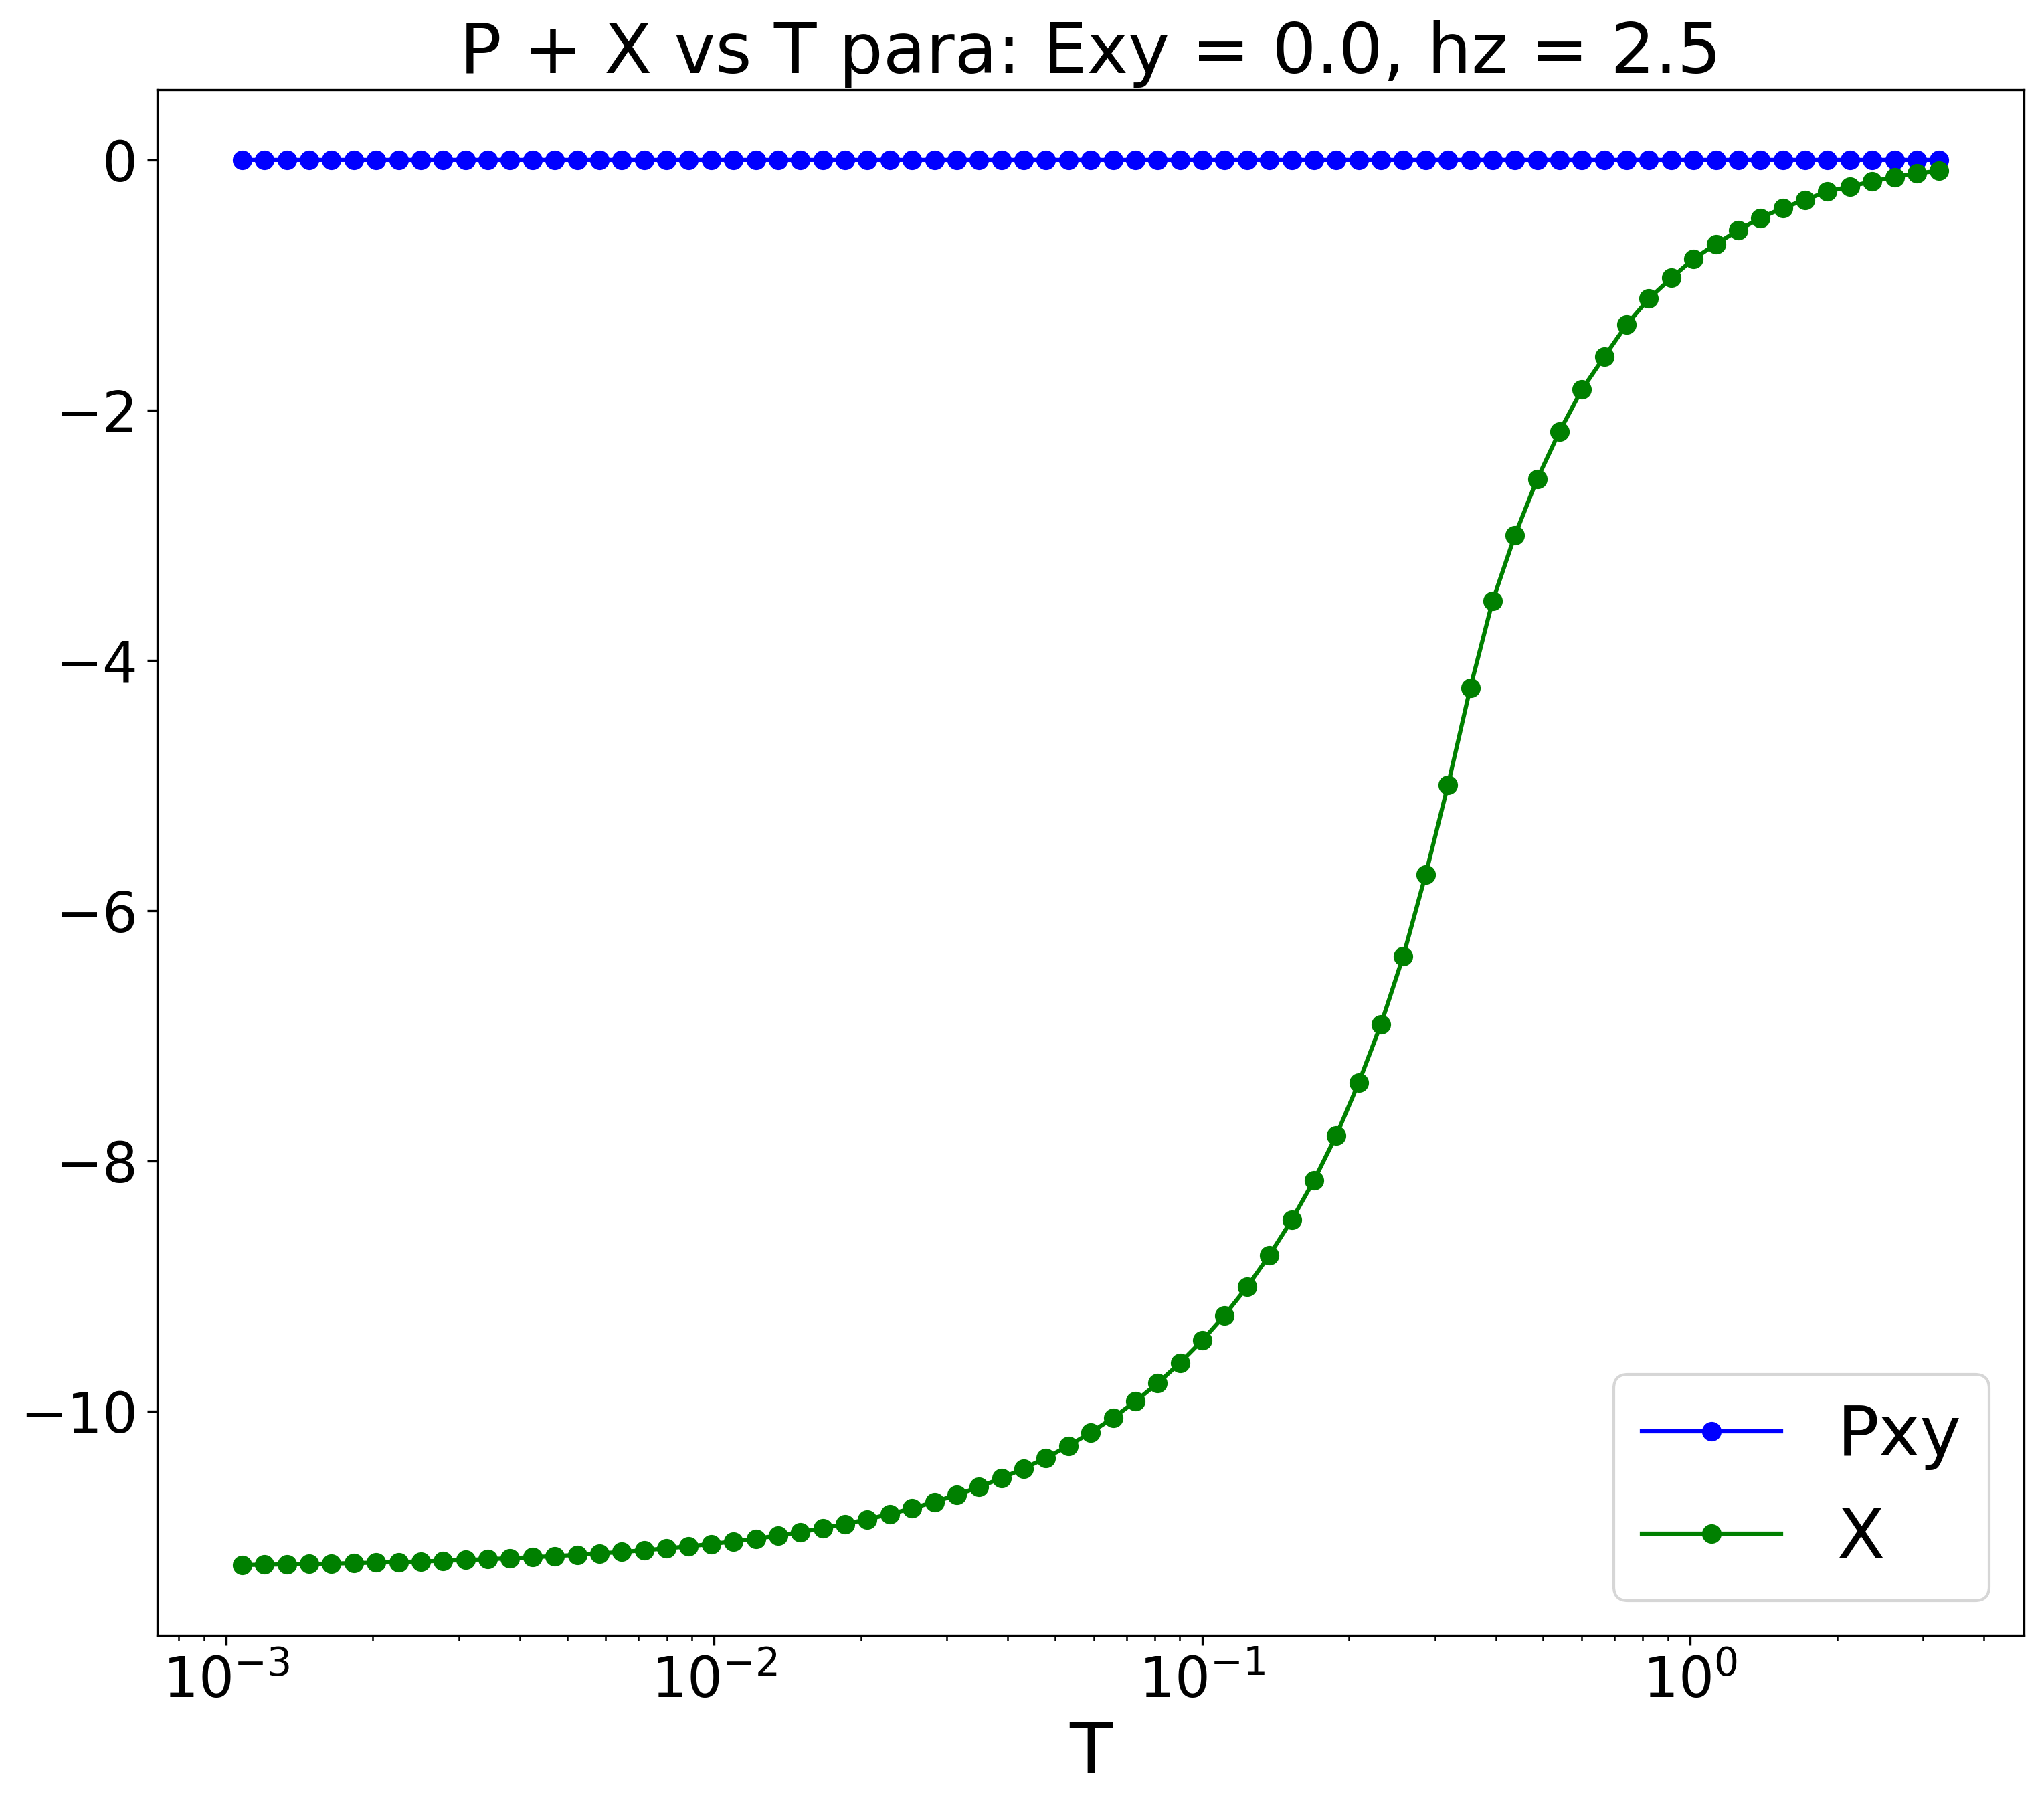 P + X vs T para: Exy = 0.0, hz = 2.5
0
−2
−4
−6
−8
−10
Pxy
X
10⁻³ 10⁻² 10⁻¹ 10⁰
T